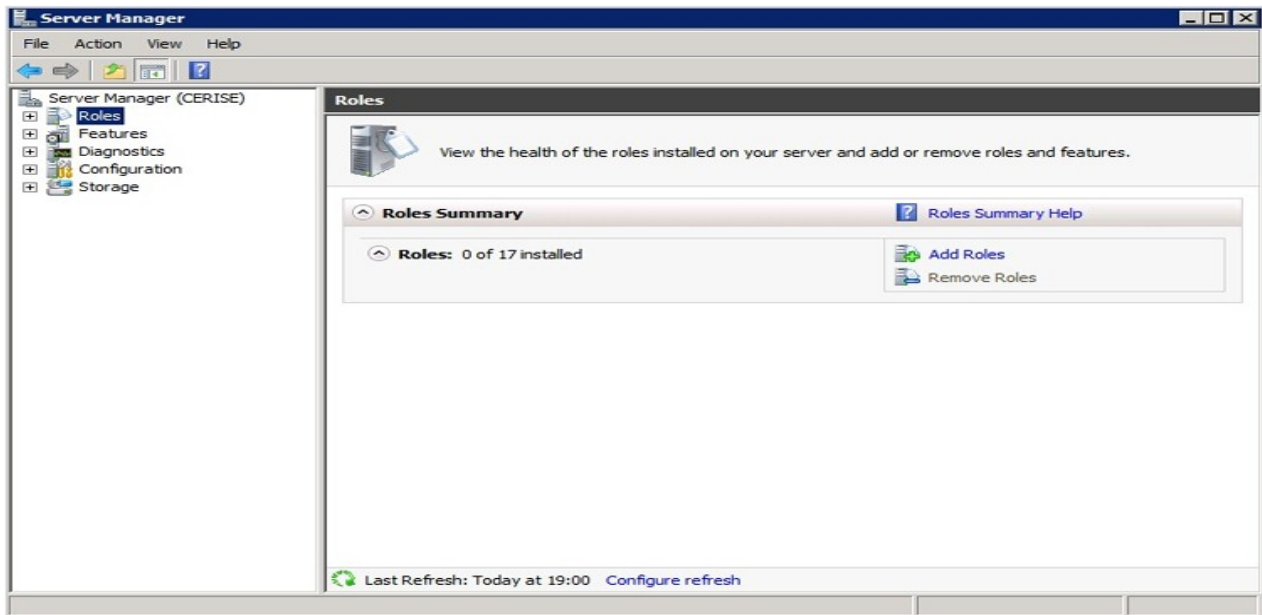 Server Manager
File Action View Help
Server Manager (CERISE)
Roles
Features
Diagnostics
Configuration
Storage
Roles
View the health of the roles installed on your server and add or remove roles and features.
Roles Summary
Roles Summary Help
Roles: 0 of 17 installed
Add Roles
Remove Roles
Last Refresh: Today at 19:00 Configure refresh